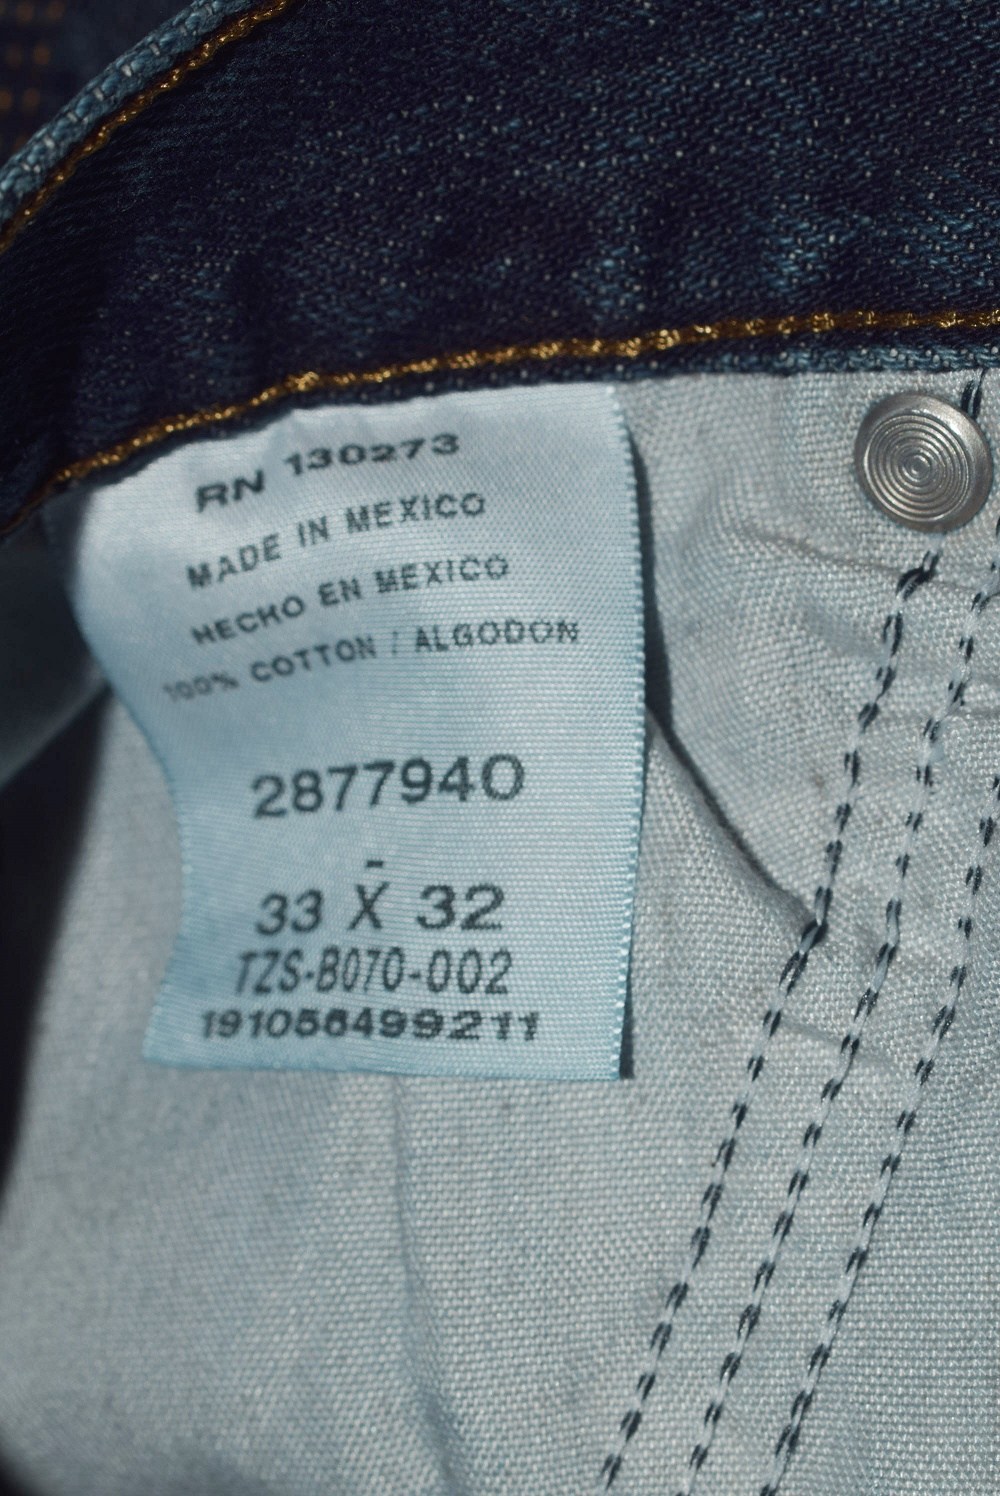 RN 130273
MADE IN MEXICO
HECHO EN MEXICO
100% COTTON / ALGODON
2877940
-
33 X 32
TZS-B070-002
191056499211